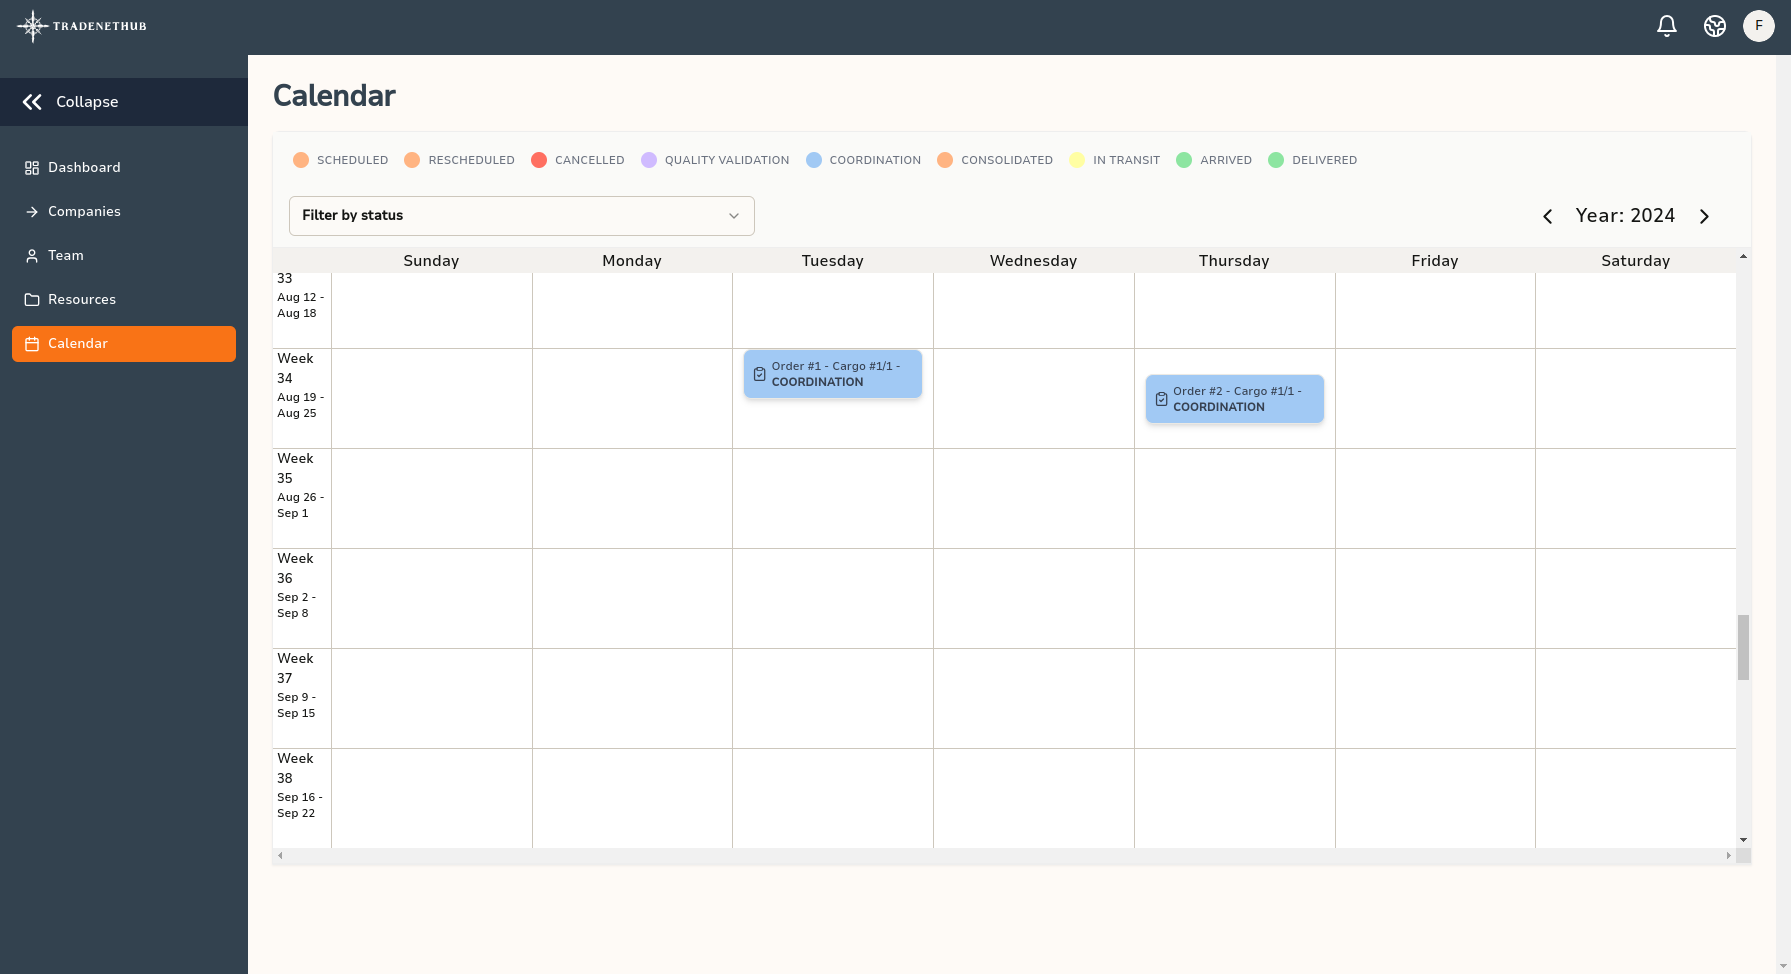 TRADENETHUB
F
Collapse
Dashboard
Companies
Team
Resources
Calendar
Calendar
SCHEDULED RESCHEDULED CANCELLED QUALITY VALIDATION COORDINATION CONSOLIDATED IN TRANSIT ARRIVED DELIVERED
Filter by status
Year: 2024
Sunday Monday Tuesday Wednesday Thursday Friday Saturday
33
Aug 12 -
Aug 18
Week
34
Aug 19 -
Aug 25
Order #1 - Cargo #1/1 -
COORDINATION
Order #2 - Cargo #1/1 -
COORDINATION
Week
35
Aug 26 -
Sep 1
Week
36
Sep 2 -
Sep 8
Week
37
Sep 9 -
Sep 15
Week
38
Sep 16 -
Sep 22